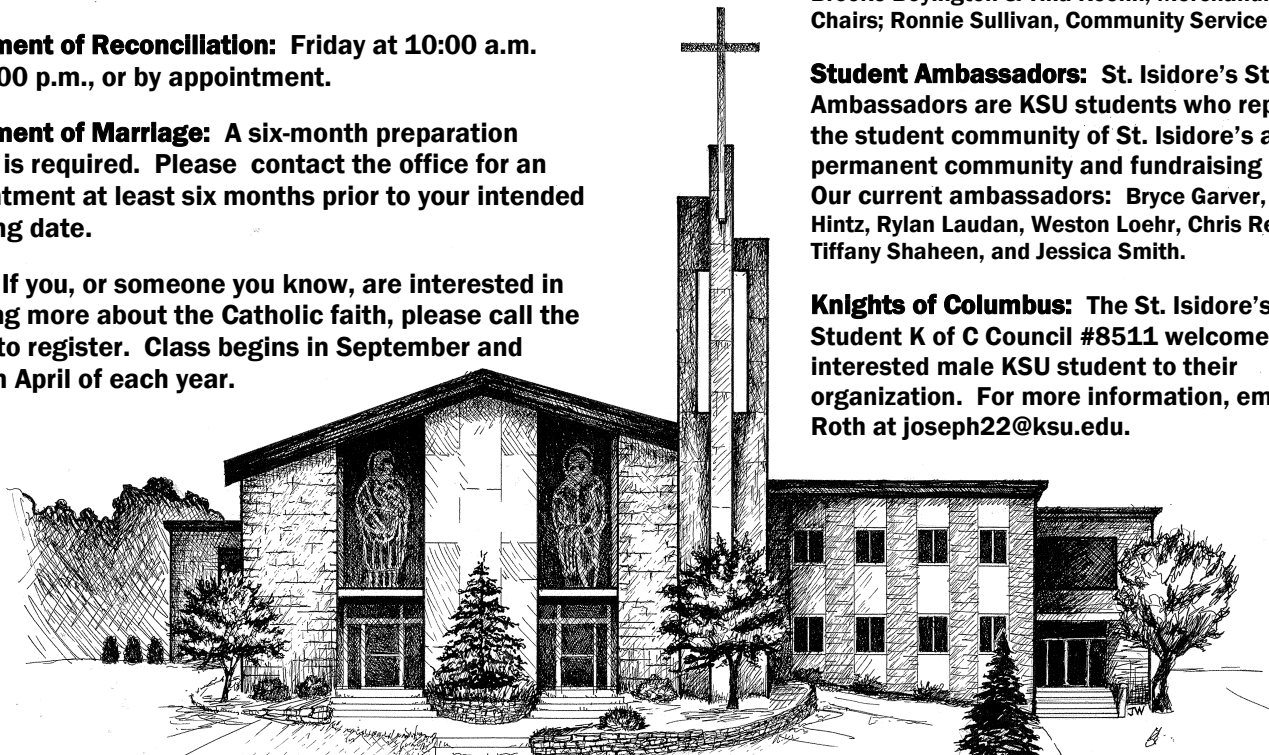 ment of Reconciliation: Friday at 10:00 a.m.
00 p.m., or by appointment.
ment of Marriage: A six-month preparation
is required. Please contact the office for an
ntment at least six months prior to your intended
ng date.
If you, or someone you know, are interested in
ng more about the Catholic faith, please call the
to register. Class begins in September and
n April of each year.
Chairs; Ronnie Sullivan, Community Service
Student Ambassadors: St. Isidore's St
Ambassadors are KSU students who rep
the student community of St. Isidore's a
permanent community and fundraising
Our current ambassadors: Bryce Garver,
Hintz, Rylan Laudan, Weston Loehr, Chris Re
Tiffany Shaheen, and Jessica Smith.
Knights of Columbus: The St. Isidore's
Student K of C Council #8511 welcome
interested male KSU student to their
organization. For more information, em
Roth at joseph22@ksu.edu.
JW